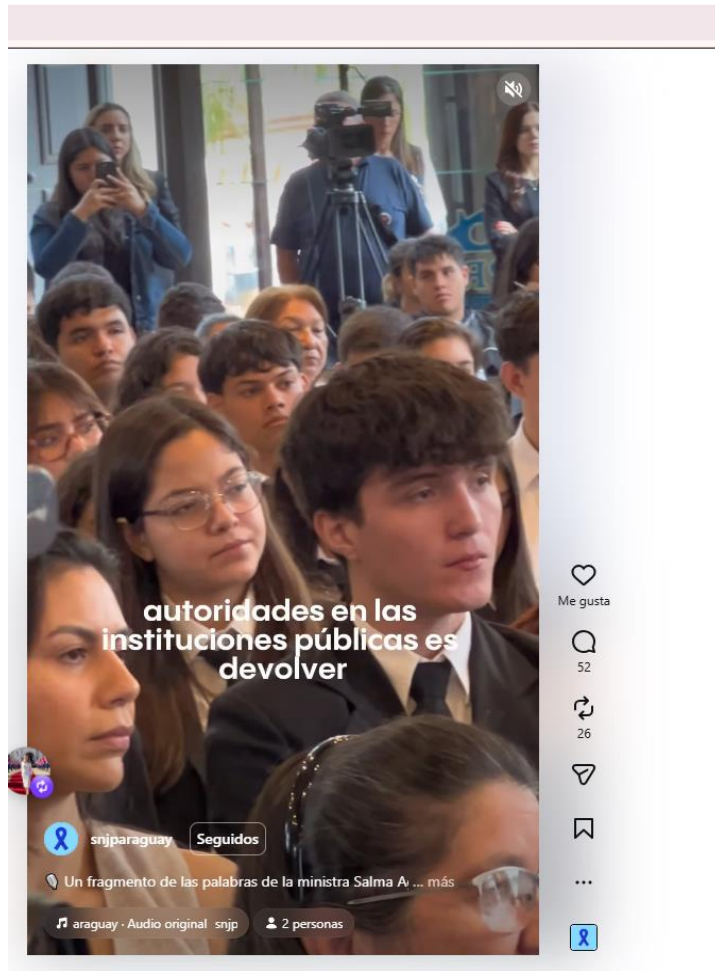 autoridades en las
instituciones públicas es
devolver
Me gusta
52
26
snjparaguay Seguidos
Un fragmento de las palabras de la ministra Salma A ... más
araguay · Audio original snjp
2 personas